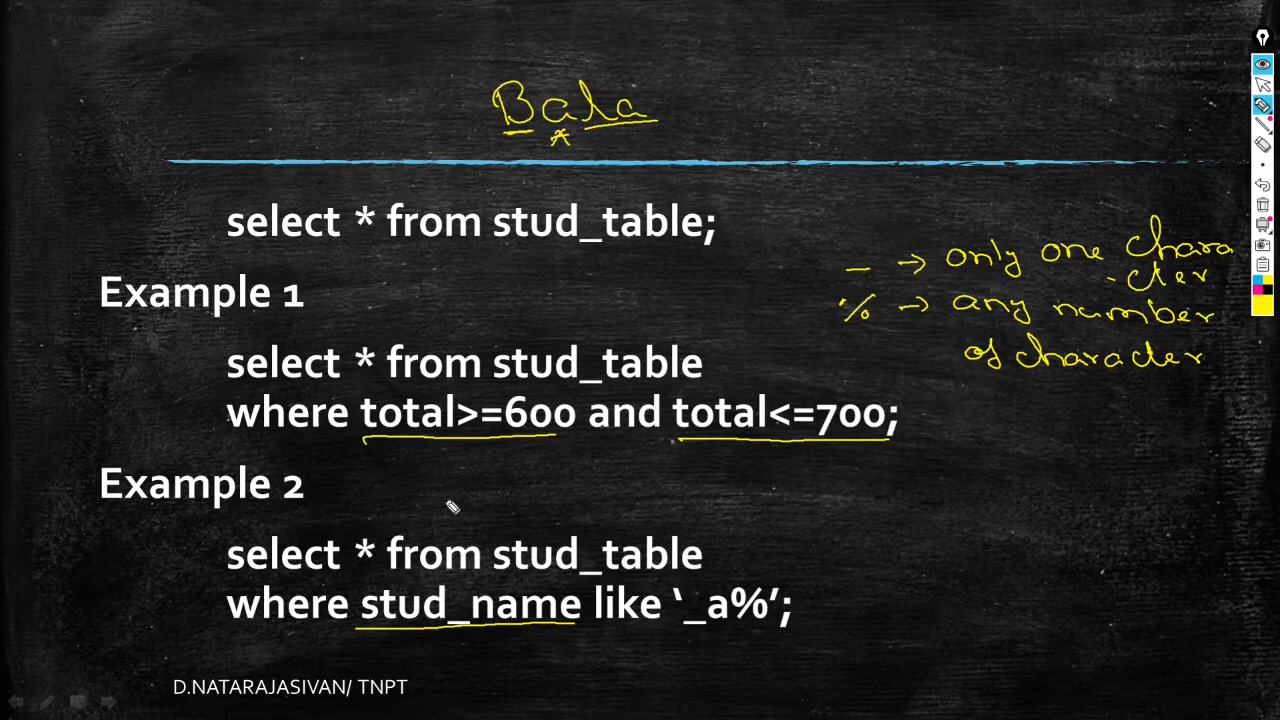 Bala
select * from stud_table;
_ → only one chara
-cter
Example 1
% → any number
of character
select * from stud_table
where total>=600 and total<=700;
Example 2
select * from stud_table
where stud_name like ‘_a%’;
D.NATARAJASIVAN/ TNPT